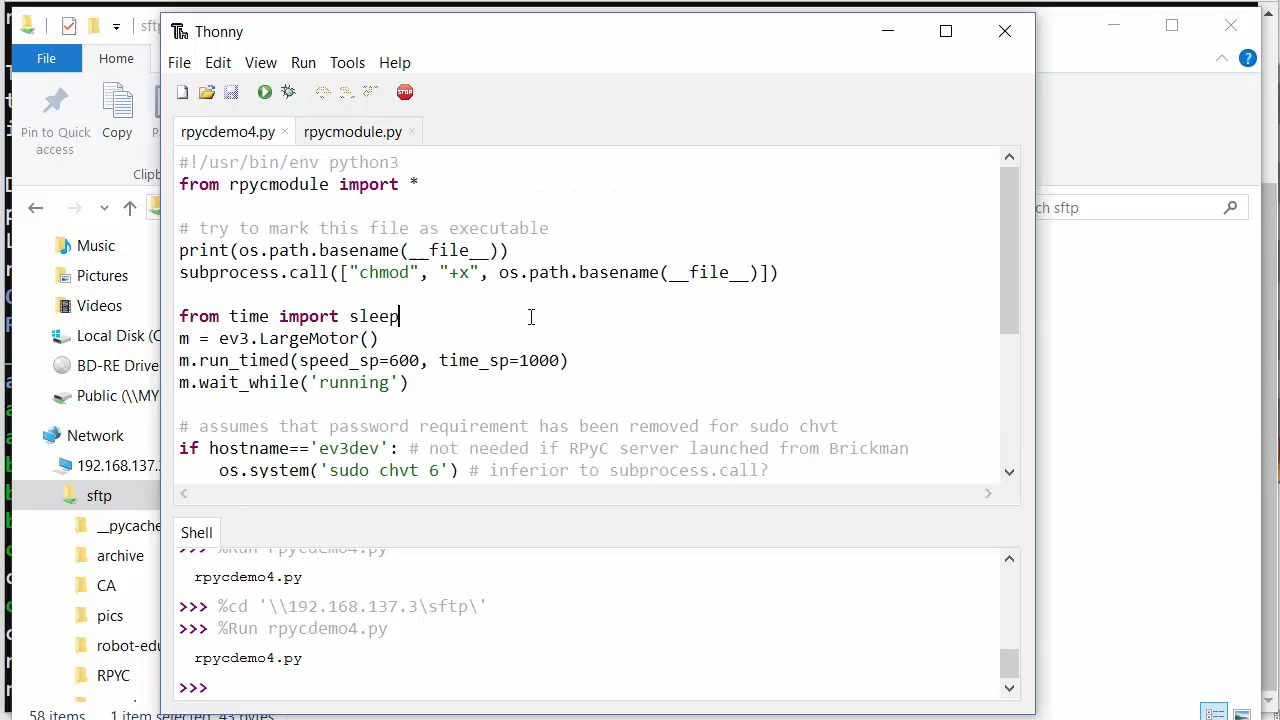 sftp
Thonny
File
Home
File Edit View Run Tools Help
STOP
Pin to Quick
access
Copy
rpycdemo4.py ×
rpycmodule.py ×
#!/usr/bin/env python3
from rpycmodule import *
# try to mark this file as executable
print(os.path.basename(__file__))
subprocess.call(["chmod", "+x", os.path.basename(__file__)])
from time import sleep
m = ev3.LargeMotor()
m.run_timed(speed_sp=600, time_sp=1000)
m.wait_while('running')
# assumes that password requirement has been removed for sudo chvt
if hostname=='ev3dev': # not needed if RPyC server launched from Brickman
os.system('sudo chvt 6') # inferior to subprocess.call?
Shell
>>> %Run rpycdemo4.py
rpycdemo4.py
>>> %cd '\\192.168.137.3\sftp\'
>>> %Run rpycdemo4.py
rpycdemo4.py
>>>
ch sftp
Music
Pictures
Videos
Local Disk (
BD-RE Drive
Public (\\MY
Network
192.168.137.
sftp
__pycache
archive
CA
pics
robot-edu
RPYC
58 items 1 item selected, 43 bytes